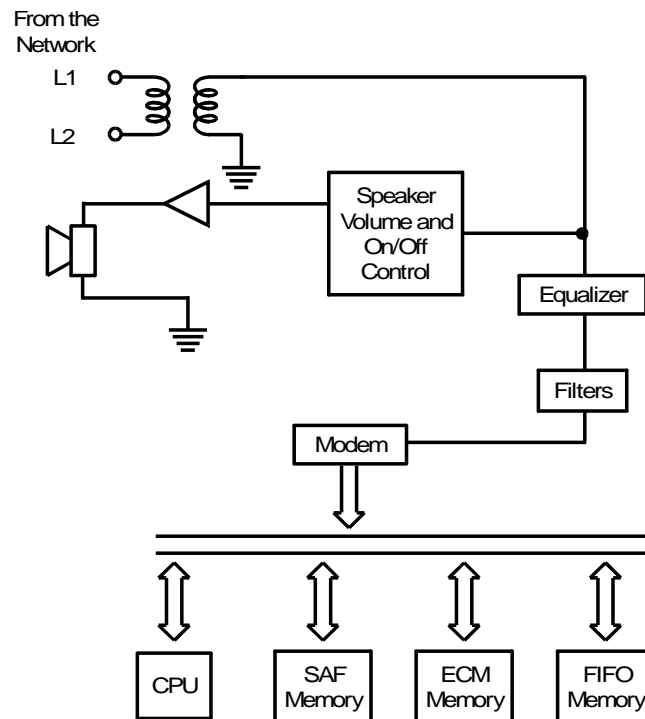 From the
Network
L1
L2
Speaker
Volume and
On/Off
Control
Equalizer
Filters
Modem
CPU
SAF
Memory
ECM
Memory
FIFO
Memory